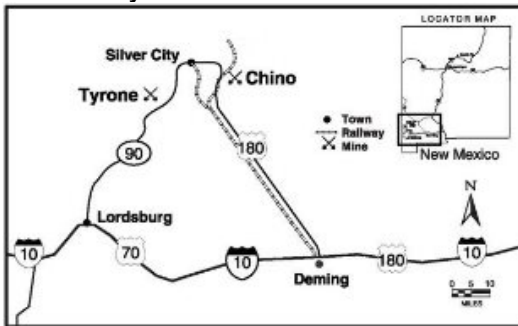 LOCATOR MAP
Silver City
Chino
Tyrone
Town
Railway
Mine
New Mexico
90
180
N
Lordsburg
10
70
10
Deming
180
10
0 5 10
MILES